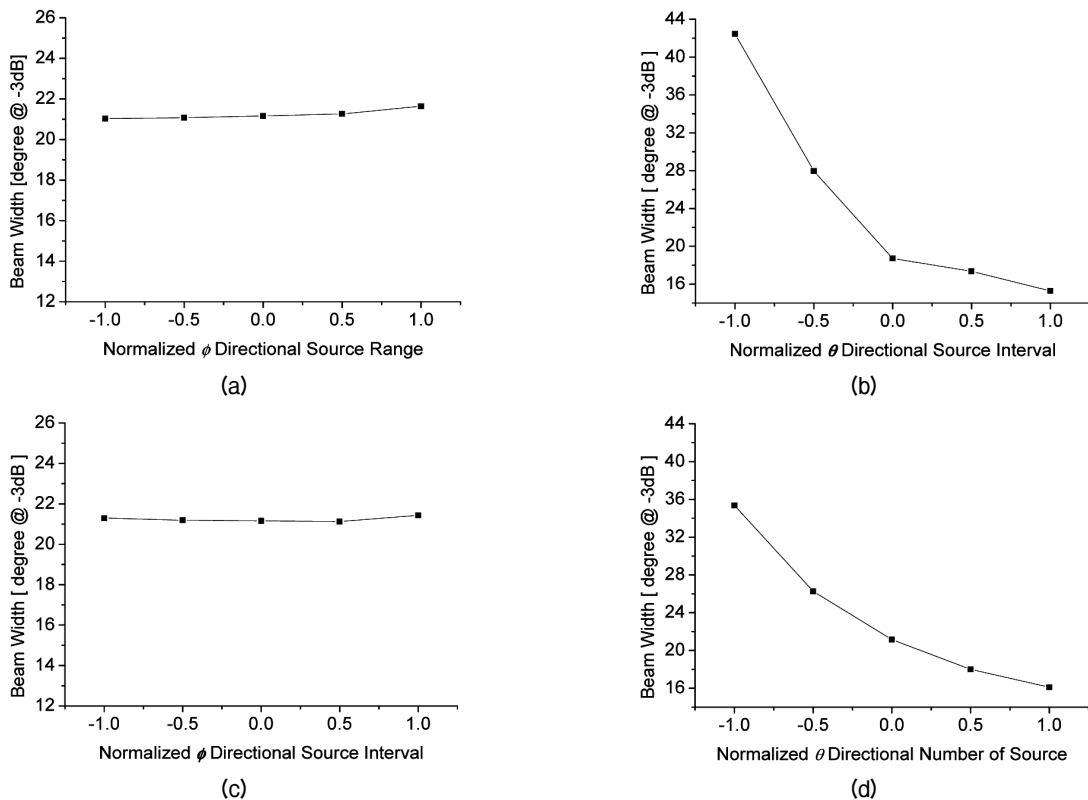 26
24
22
20
18
16
14
12
Beam Width [degree @ -3dB]
-1.0 -0.5 0.0 0.5 1.0
Normalized ϕ Directional Source Range
(a)
44
40
36
32
28
24
20
16
Beam Width [ degree @ -3dB ]
-1.0 -0.5 0.0 0.5 1.0
Normalized θ Directional Source Interval
(b)
26
24
22
20
18
16
14
12
Beam Width [ degree @ -3dB ]
-1.0 -0.5 0.0 0.5 1.0
Normalized ϕ Directional Source Interval
(c)
44
40
36
32
28
24
20
16
Beam Width [ degree @ -3dB ]
-1.0 -0.5 0.0 0.5 1.0
Normalized θ Directional Number of Source
(d)